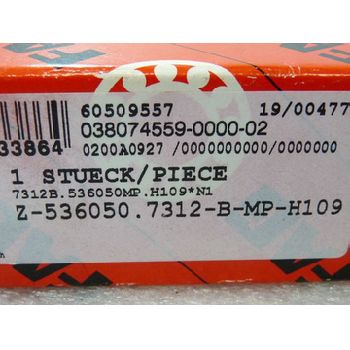 60509557 19/00477
33864 038074559-0000-02
0200A0927 /0000000000/0000000
1 STUECK/PIECE
7312B.536050MP.H109*N1
Z-536050.7312-B-MP-H109